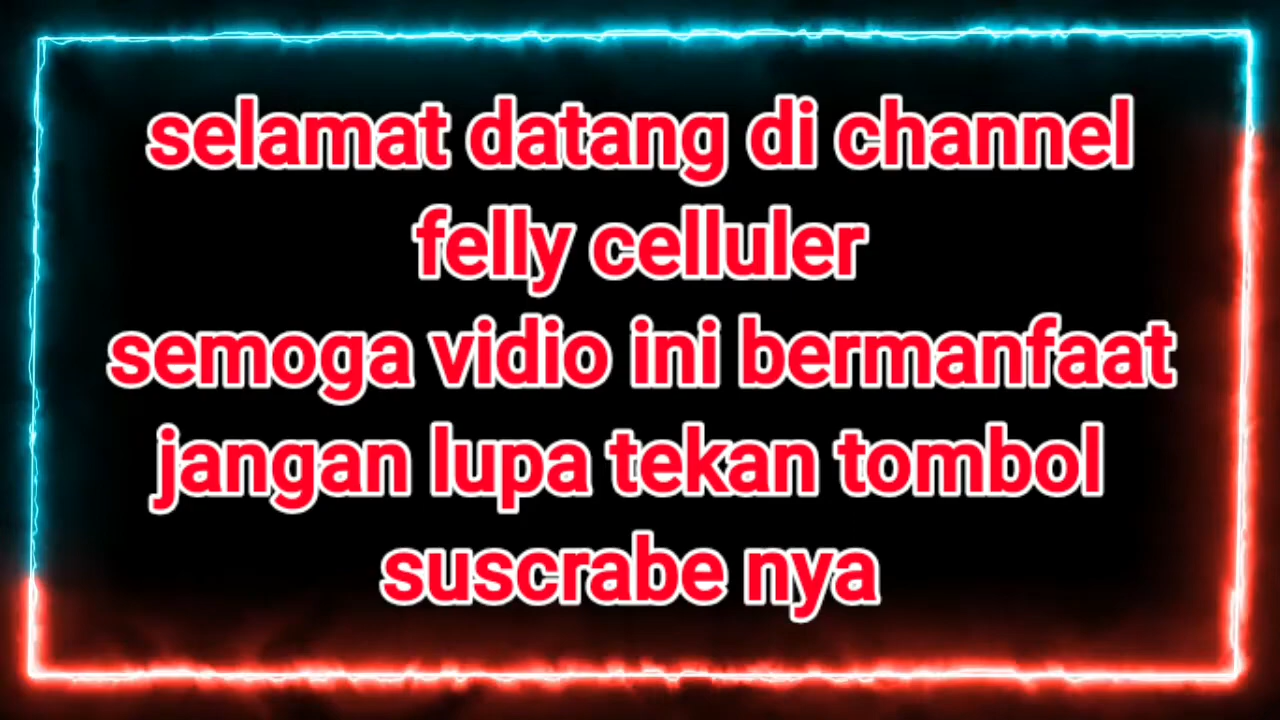 selamat datang di channel
felly celluler
semoga vidio ini bermanfaat
jangan lupa tekan tombol
suscrabe nya